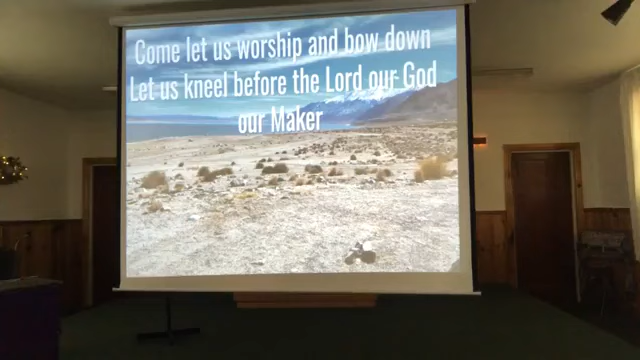 Come let us worship and bow down
Let us kneel before the Lord our God
our Maker